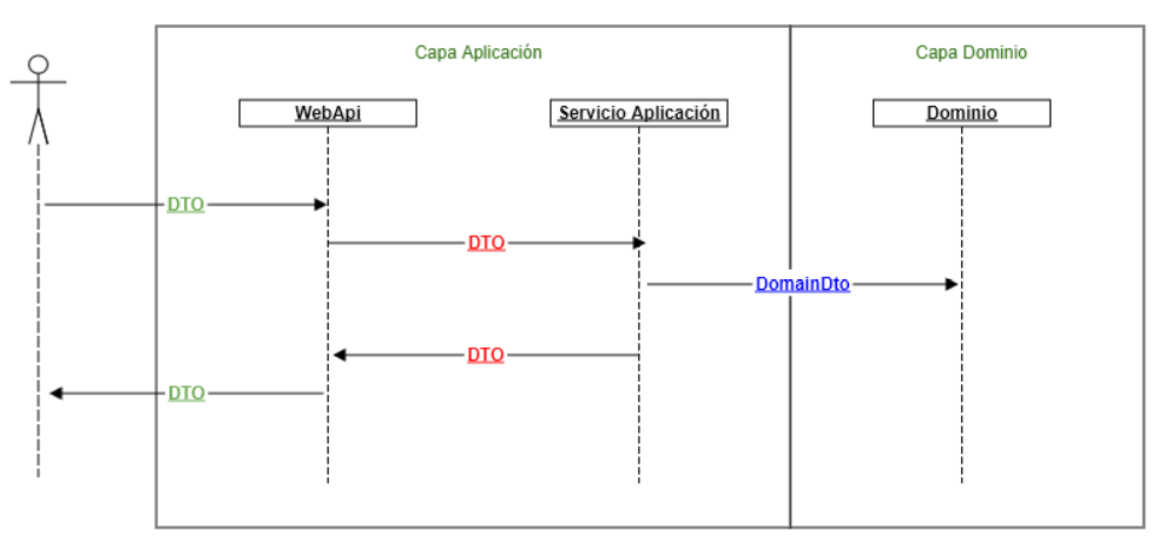 Capa Aplicación
Capa Dominio
WebApi
Servicio Aplicación
Dominio
DTO
DTO
DomainDto
DTO
DTO